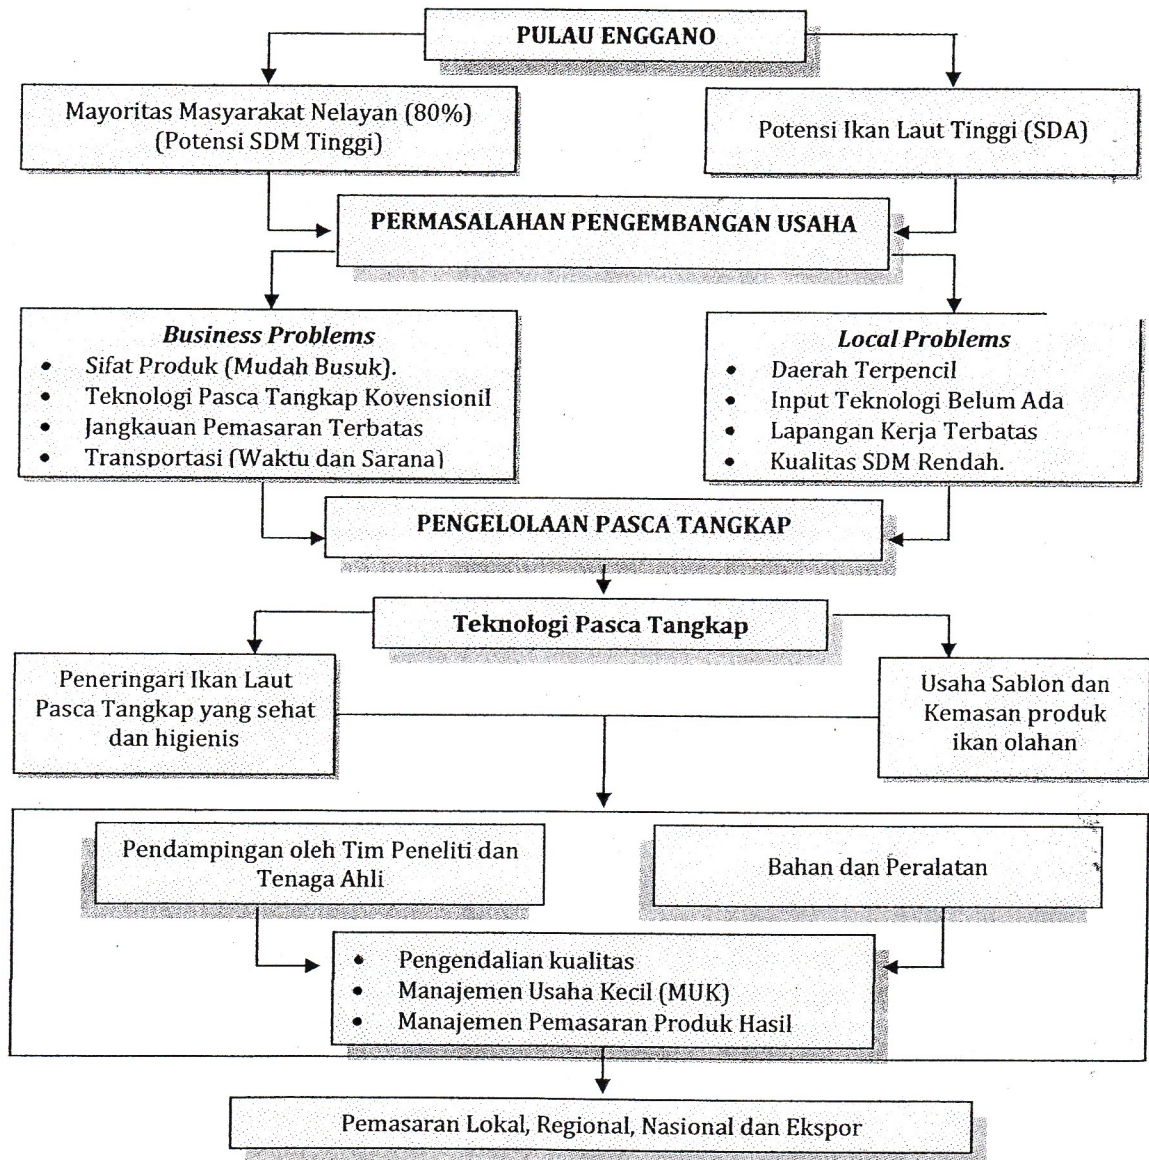 PULAU ENGGANO
Mayoritas Masyarakat Nelayan (80%)
(Potensi SDM Tinggi)
Potensi Ikan Laut Tinggi (SDA)
PERMASALAHAN PENGEMBANGAN USAHA
Business Problems
• Sifat Produk (Mudah Busuk).
• Teknologi Pasca Tangkap Kovensionil
• Jangkauan Pemasaran Terbatas
• Transportasi (Waktu dan Sarana)
Local Problems
• Daerah Terpencil
• Input Teknologi Belum Ada
• Lapangan Kerja Terbatas
• Kualitas SDM Rendah.
PENGELOLAAN PASCA TANGKAP
Teknologi Pasca Tangkap
Peneringari Ikan Laut
Pasca Tangkap yang sehat
dan higienis
Usaha Sablon dan
Kemasan produk
ikan olahan
Pendampingan oleh Tim Peneliti dan
Tenaga Ahli
Bahan dan Peralatan
• Pengendalian kualitas
• Manajemen Usaha Kecil (MUK)
• Manajemen Pemasaran Produk Hasil
Pemasaran Lokal, Regional, Nasional dan Ekspor